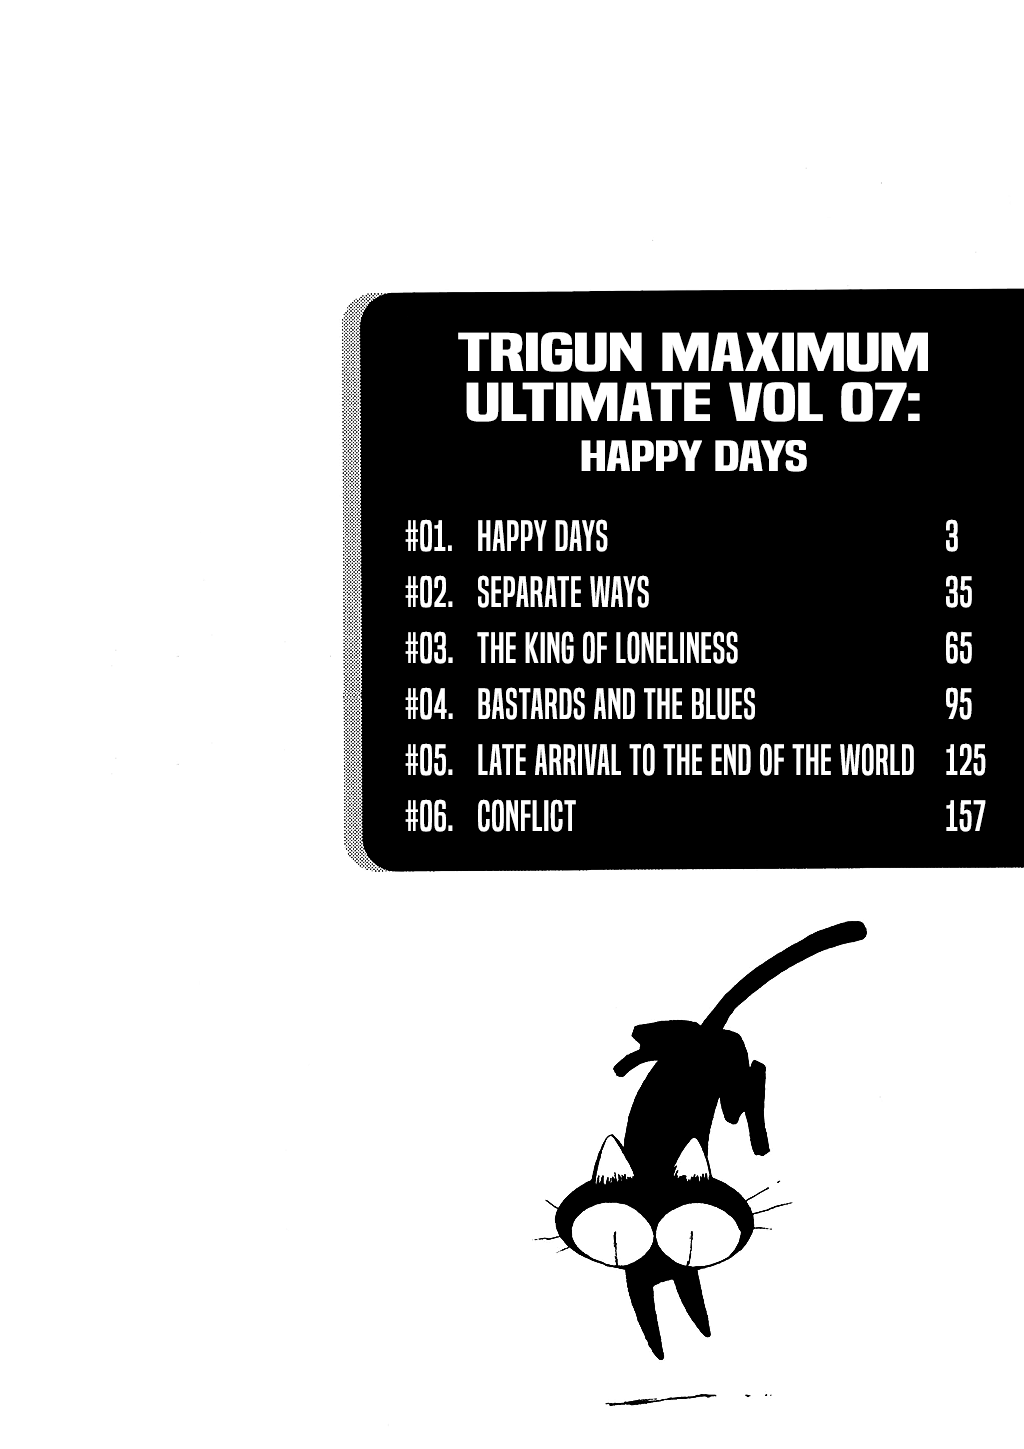 TRIGUN MAXIMUM
ULTIMATE VOL 07:
HAPPY DAYS
#01. HAPPY DAYS 3
#02. SEPARATE WAYS 35
#03. THE KING OF LONELINESS 65
#04. BASTARDS AND THE BLUES 95
#05. LATE ARRIVAL TO THE END OF THE WORLD 125
#06. CONFLICT 157